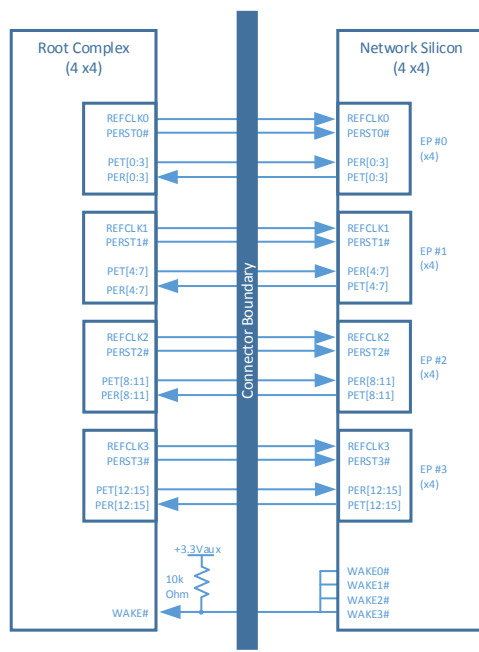 Root Complex
(4 x4)
Network Silicon
(4 x4)
REFCLK0
PERST0#
PET[0:3]
PER[0:3]
REFCLK0
PERST0#
PER[0:3]
PET[0:3]
EP #0
(x4)
REFCLK1
PERST1#
PET[4:7]
PER[4:7]
REFCLK1
PERST1#
PER[4:7]
PET[4:7]
EP #1
(x4)
Connector Boundary
REFCLK2
PERST2#
PET[8:11]
PER[8:11]
REFCLK2
PERST2#
PER[8:11]
PET[8:11]
EP #2
(x4)
REFCLK3
PERST3#
PET[12:15]
PER[12:15]
REFCLK3
PERST3#
PER[12:15]
PET[12:15]
EP #3
(x4)
+3.3Vaux
10k
Ohm
WAKE#
WAKE0#
WAKE1#
WAKE2#
WAKE3#